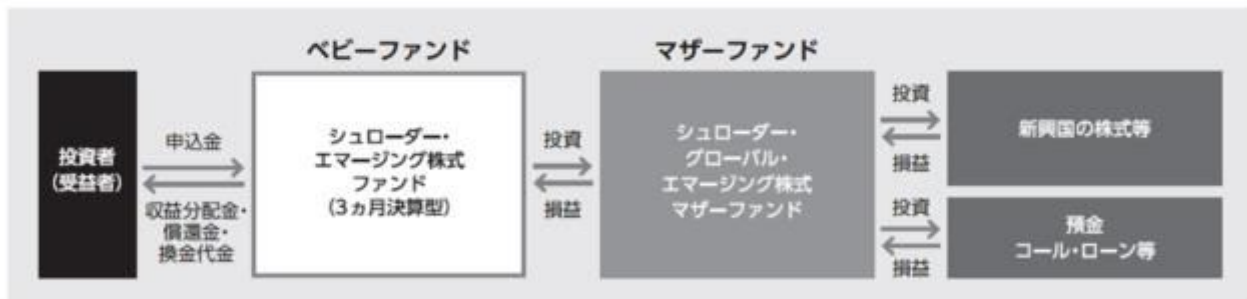 ベビーファンド
マザーファンド
投資者
(受益者)
申込金
収益分配金・
償還金・
換金代金
シュローダー・
エマージング株式
ファンド
(3ヵ月決算型)
投資
損益
シュローダー・
グローバル・
エマージング株式
マザーファンド
投資
損益
新興国の株式等
投資
損益
預金
コール・ローン等